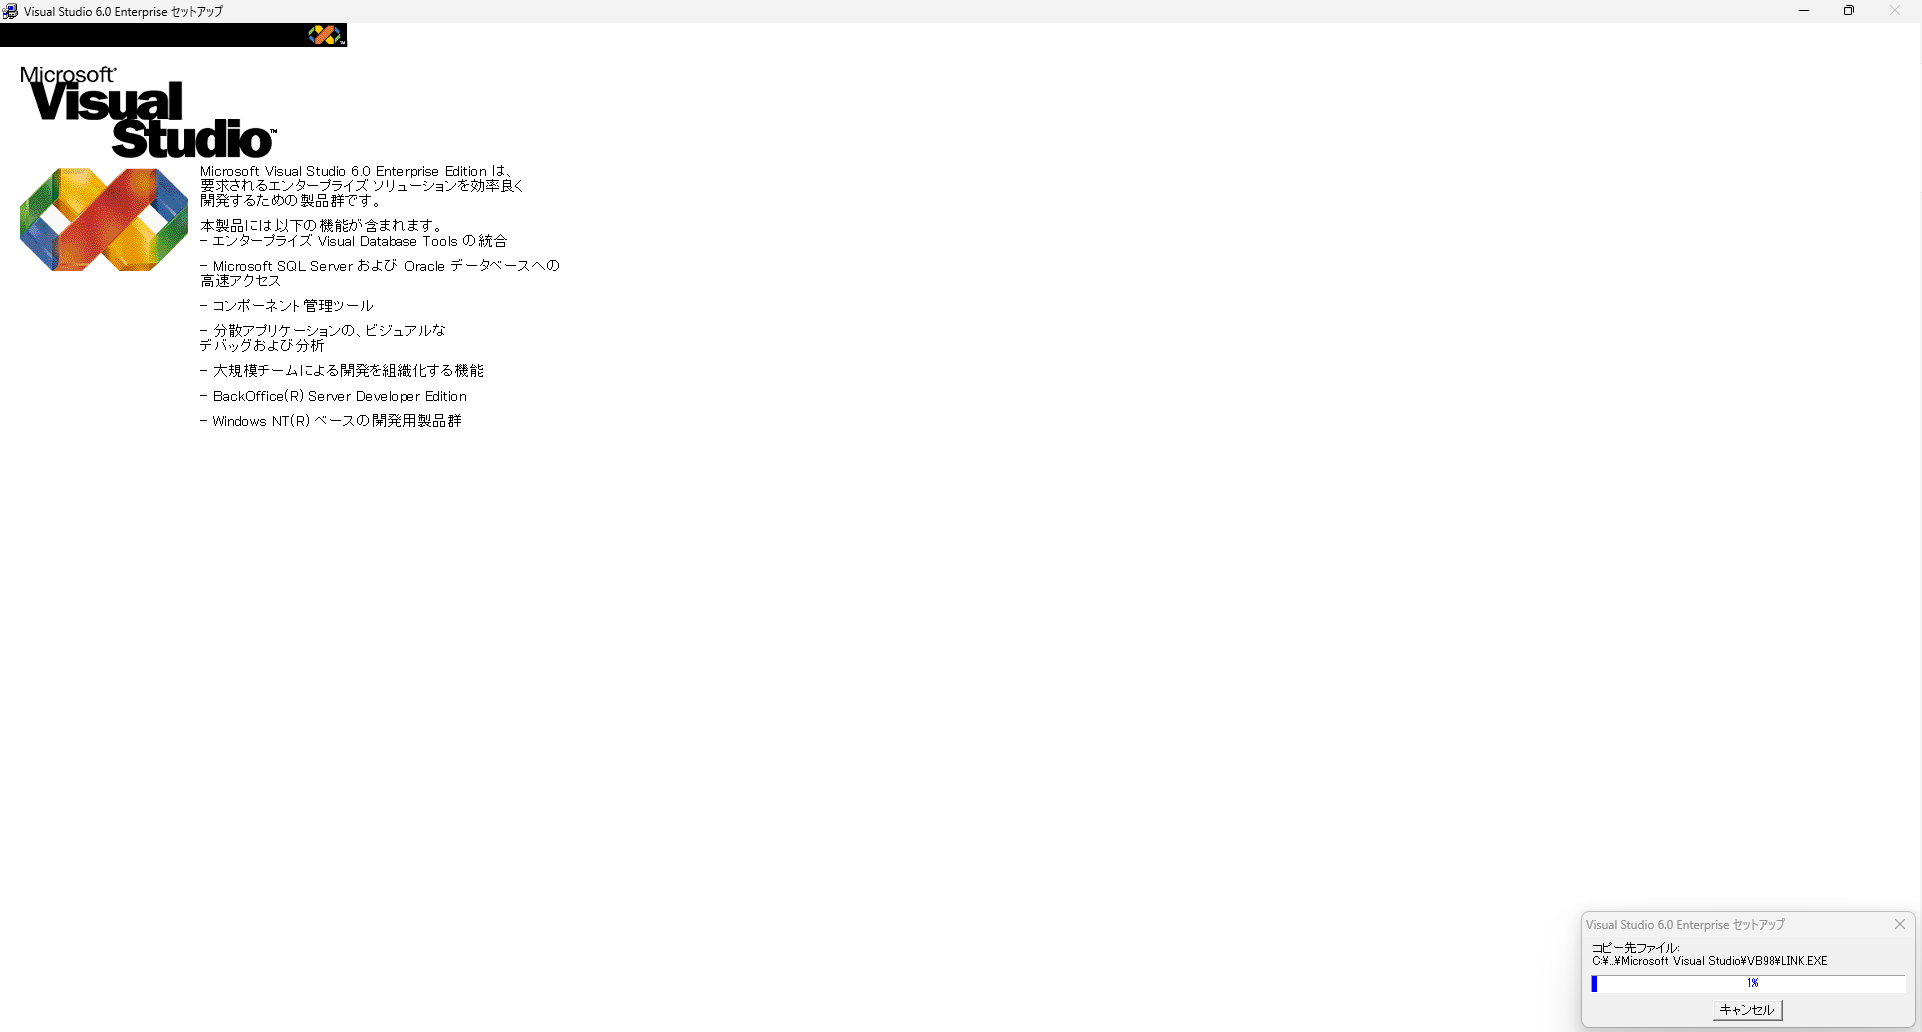 Visual Studio 6.0 Enterprise セットアップ
Microsoft®
Visual
Studio™
Microsoft Visual Studio 6.0 Enterprise Edition は、
要求されるエンタープライズ ソリューションを効率良く
開発するための製品群です。
本製品には以下の機能が含まれます。
- エンタープライズ Visual Database Tools の統合
- Microsoft SQL Server および Oracle データベースへの
高速アクセス
- コンポーネント管理ツール
- 分散アプリケーションの、ビジュアルな
デバッグおよび分析
- 大規模チームによる開発を組織化する機能
- BackOffice(R) Server Developer Edition
- Windows NT(R) ベースの開発用製品群
Visual Studio 6.0 Enterprise セットアップ
コピー先ファイル:
C:¥...¥Microsoft Visual Studio¥VB98¥LINK.EXE
1%
キャンセル